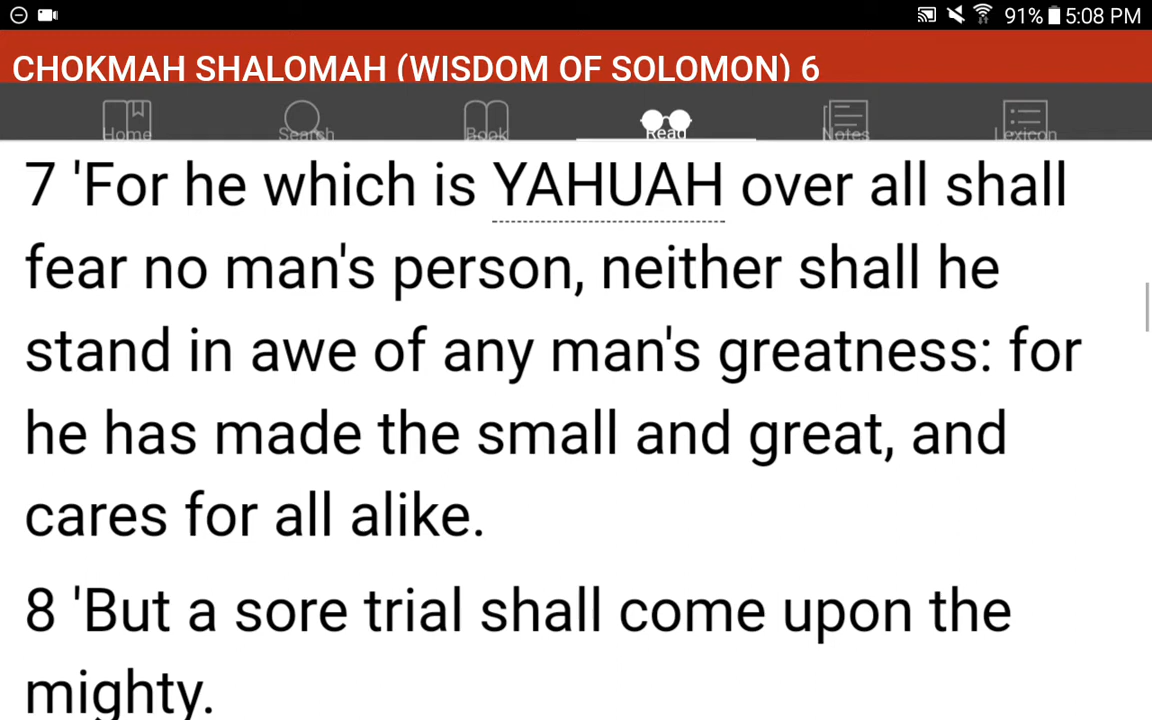 91% 5:08 PM
CHOKMAH SHALOMAH (WISDOM OF SOLOMON) 6
Home Search Book Read Notes Lexicon
7 'For he which is YAHUAH over all shall
fear no man's person, neither shall he
stand in awe of any man's greatness: for
he has made the small and great, and
cares for all alike.
8 'But a sore trial shall come upon the
mighty.